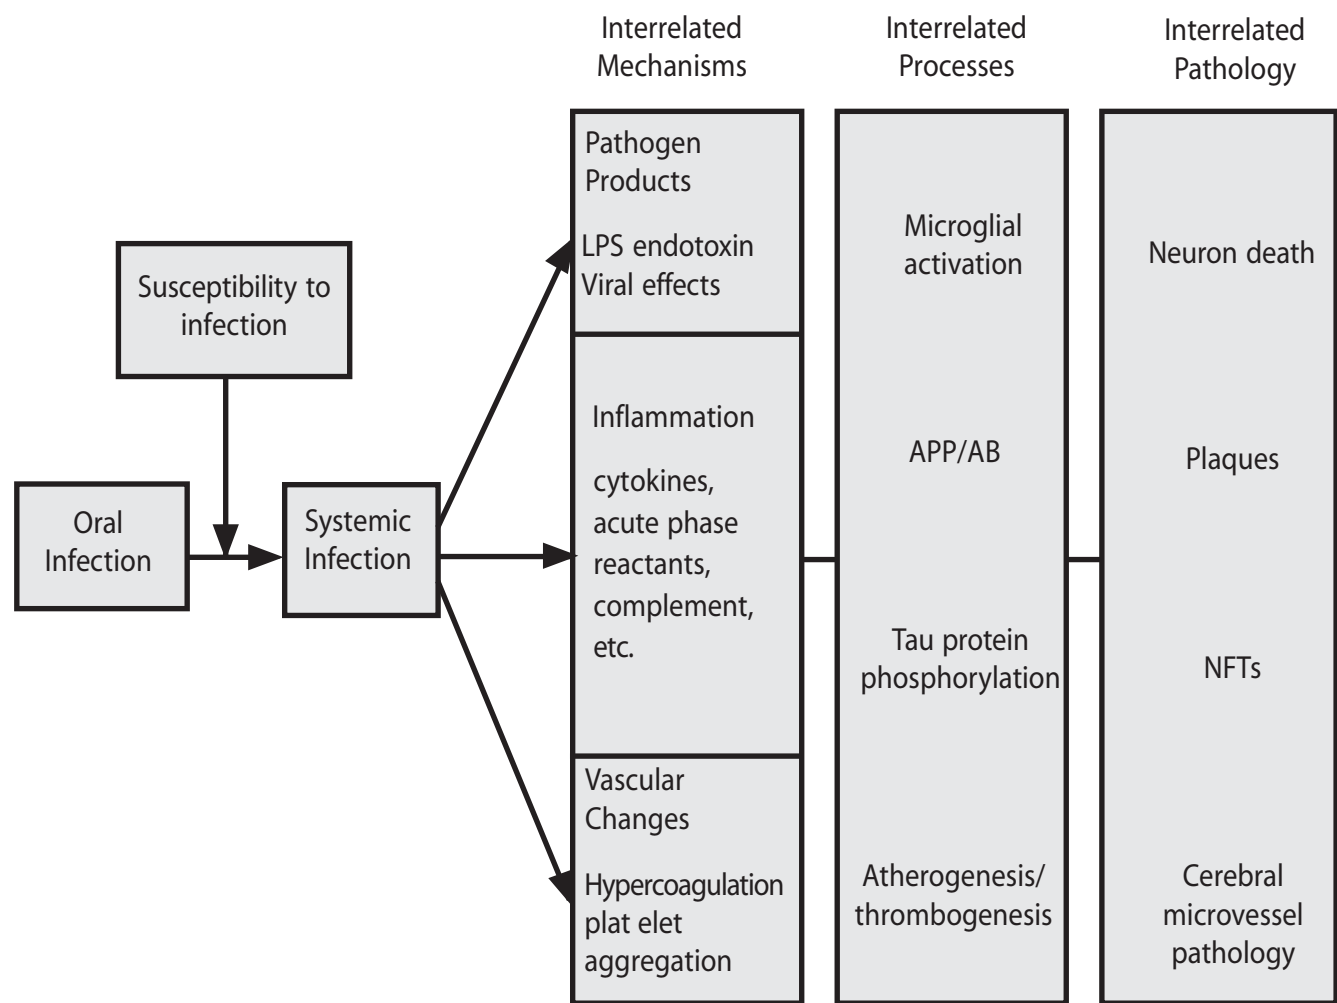 Interrelated
Mechanisms
Interrelated
Processes
Interrelated
Pathology
Susceptibility to
infection
Oral
Infection
Systemic
Infection
Pathogen
Products
LPS endotoxin
Viral effects
Inflammation
cytokines,
acute phase
reactants,
complement,
etc.
Vascular
Changes
Hypercoagulation
plat elet
aggregation
Microglial
activation
APP/AB
Tau protein
phosphorylation
Atherogenesis/
thrombogenesis
Neuron death
Plaques
NFTs
Cerebral
microvessel
pathology